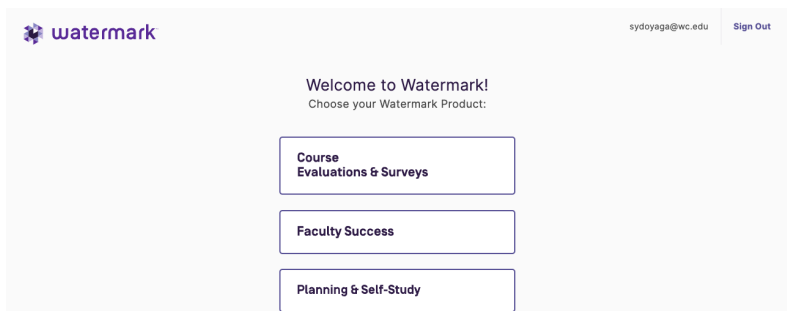 watermark
sydoyaga@wc.edu
Sign Out
Welcome to Watermark!
Choose your Watermark Product:
Course
Evaluations & Surveys
Faculty Success
Planning & Self-Study